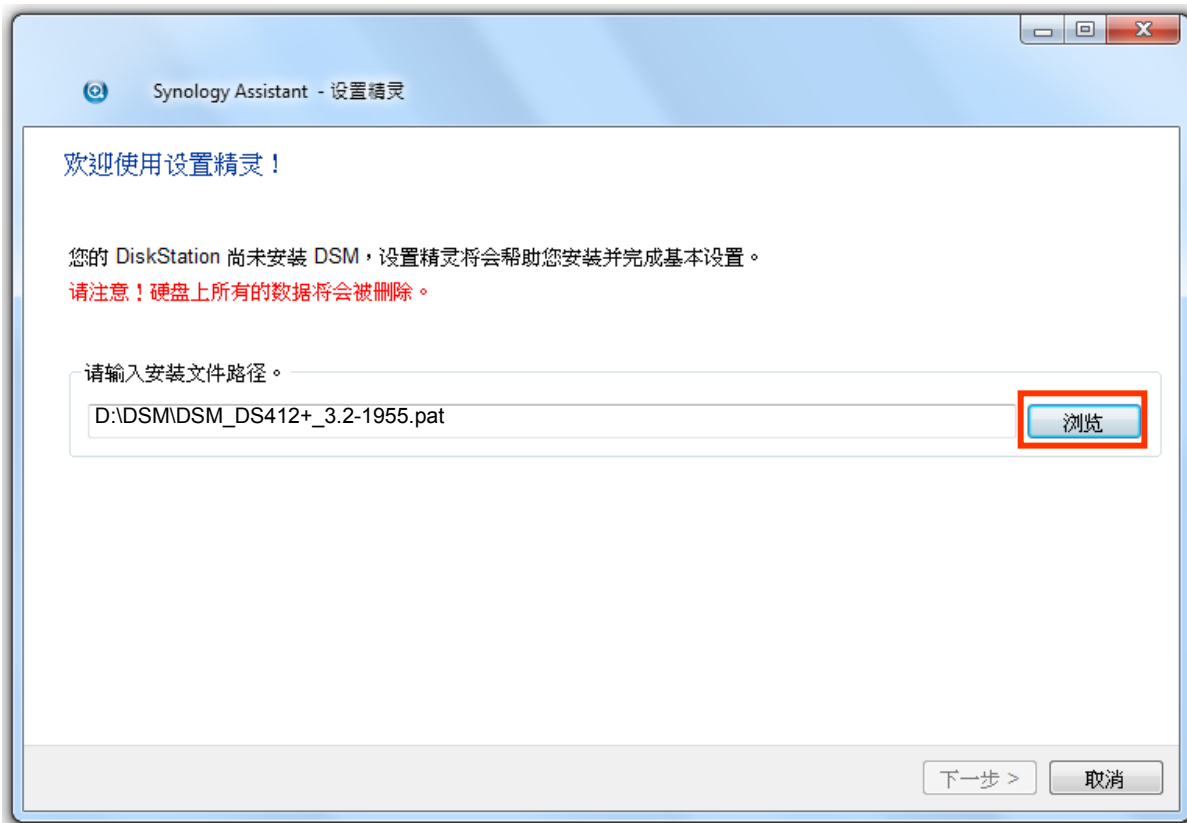 Synology Assistant - 设置精灵
欢迎使用设置精灵！
您的 DiskStation 尚未安装 DSM，设置精灵将会帮助您安装并完成基本设置。
请注意！硬盘上所有的数据将会被删除。
请输入安装文件路径。
D:\DSM\DSM_DS412+_3.2-1955.pat
浏览
下一步 >
取消